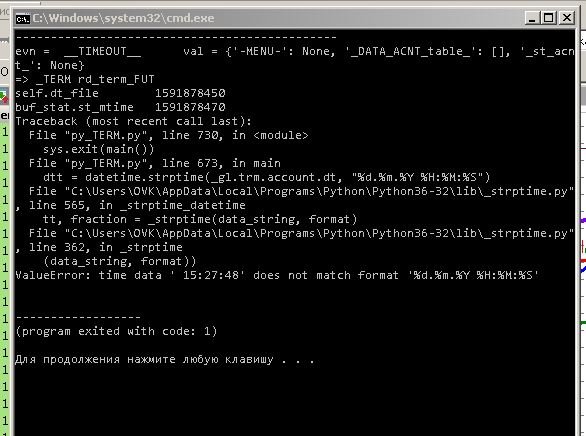 C:\Windows\system32\cmd.exe
-------------------------------------------
evn =  __TIMEOUT__     val = {'-MENU-': None, '_DATA_ACNT_table_': [], '_st_acn
t_': None}
=> _TERM rd_term_FUT
self.dt_file       1591878450
buf_stat.st_mtime  1591878470
Traceback (most recent call last):
  File "py_TERM.py", line 730, in <module>
    sys.exit(main())
  File "py_TERM.py", line 673, in main
    dtt = datetime.strptime(_gl.trm.account.dt, "%d.%m.%Y %H:%M:%S")
  File "C:\Users\OVK\AppData\Local\Programs\Python\Python36-32\lib\_strptime.py"
, line 565, in _strptime_datetime
    tt, fraction = _strptime(data_string, format)
  File "C:\Users\OVK\AppData\Local\Programs\Python\Python36-32\lib\_strptime.py"
, line 362, in _strptime
    (data_string, format))
ValueError: time data ' 15:27:48' does not match format '%d.%m.%Y %H:%M:%S'
------------------
(program exited with code: 1)
Для продолжения нажмите любую клавишу . . .